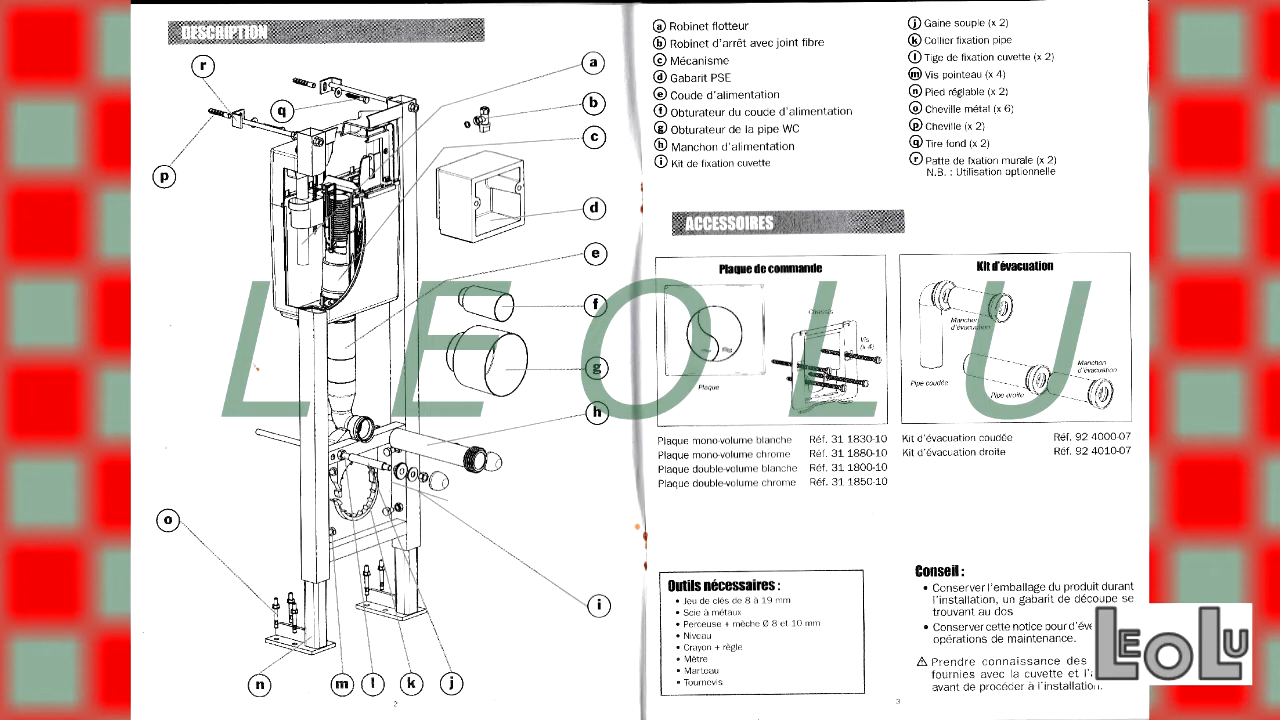 DESCRIPTION
r
a
q
b
c
p
d
e
f
g
h
o
i
n
m
l
k
j
2
a Robinet flotteur
b Robinet d'arrêt avec joint fibre
c Mécanisme
d Gabarit PSE
e Coude d'alimentation
f Obturateur du coude d'alimentation
g Obturateur de la pipe WC
h Manchon d'alimentation
i Kit de fixation cuvette
j Gaine souple (x 2)
k Collier fixation pipe
l Tige de fixation cuvette (x 2)
m Vis pointeau (x 4)
n Pied réglable (x 2)
o Cheville métal (x 6)
p Cheville (x 2)
q Tire fond (x 2)
r Patte de fixation murale (x 2)
N.B. : Utilisation optionnelle
ACCESSOIRES
Plaque de commande
Châssis
Vis
(x 4)
Plaque
Kit d'évacuation
Manchon
d'évacuation
Manchon
d'évacuation
Pipe coudée
Pipe droite
LEOLU
Plaque mono-volume blanche Réf. 31 1830-10
Plaque mono-volume chrome Réf. 31 1880-10
Plaque double-volume blanche Réf. 31 1800-10
Plaque double-volume chrome Réf. 31 1850-10
Kit d'évacuation coudée Réf. 92 4000-07
Kit d'évacuation droite Réf. 92 4010-07
Outils nécessaires :
• Jeu de clés de 8 à 19 mm
• Scie à métaux
• Perceuse + mèche Ø 8 et 10 mm
• Niveau
• Crayon + règle
• Mètre
• Marteau
• Tournevis
Conseil :
• Conserver l'emballage du produit durant
l'installation, un gabarit de découpe se
trouvant au dos
• Conserver cette notice pour d'éve
opérations de maintenance.
⚠ Prendre connaissance des
fournies avec la cuvette et l'a
avant de procéder à l'installation.
3
LEOLU